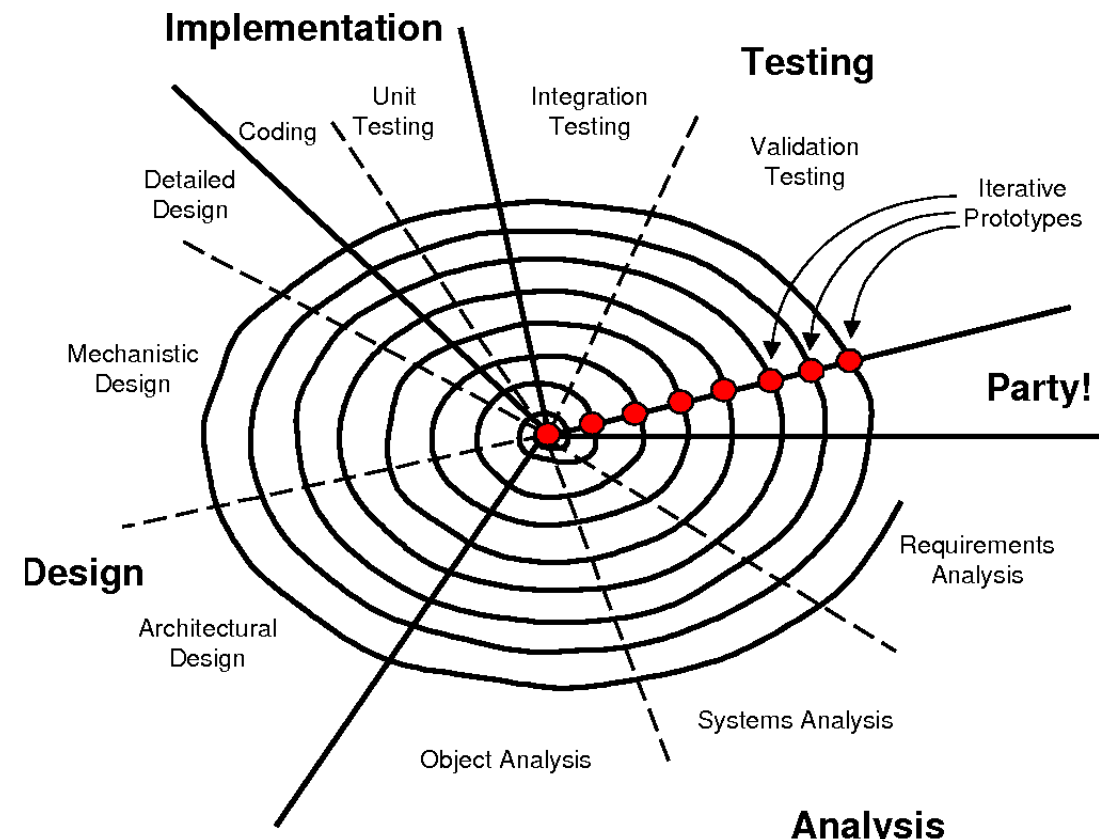 Implementation
Testing
Unit
Testing
Integration
Testing
Coding
Validation
Testing
Detailed
Design
Iterative
Prototypes
Mechanistic
Design
Party!
Design
Requirements
Analysis
Architectural
Design
Systems Analysis
Object Analysis
Analysis